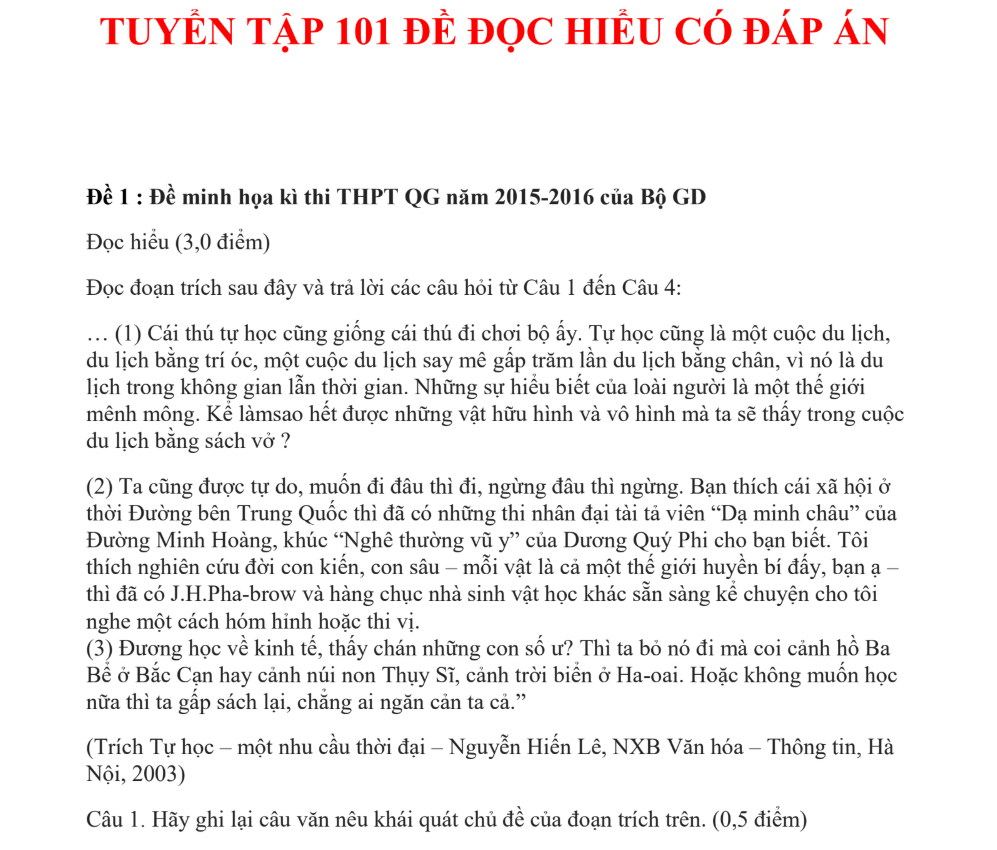 TUYỂN TẬP 101 ĐỀ ĐỌC HIỂU CÓ ĐÁP ÁN
Đề 1 : Đề minh họa kì thi THPT QG năm 2015-2016 của Bộ GD
Đọc hiểu (3,0 điểm)
Đọc đoạn trích sau đây và trả lời các câu hỏi từ Câu 1 đến Câu 4:
… (1) Cái thú tự học cũng giống cái thú đi chơi bộ ấy. Tự học cũng là một cuộc du lịch,
du lịch bằng trí óc, một cuộc du lịch say mê gấp trăm lần du lịch bằng chân, vì nó là du
lịch trong không gian lẫn thời gian. Những sự hiểu biết của loài người là một thế giới
mênh mông. Kể làmsao hết được những vật hữu hình và vô hình mà ta sẽ thấy trong cuộc
du lịch bằng sách vở ?
(2) Ta cũng được tự do, muốn đi đâu thì đi, ngừng đâu thì ngừng. Bạn thích cái xã hội ở
thời Đường bên Trung Quốc thì đã có những thi nhân đại tài tả viên “Dạ minh châu” của
Đường Minh Hoàng, khúc “Nghê thường vũ y” của Dương Quý Phi cho bạn biết. Tôi
thích nghiên cứu đời con kiến, con sâu – mỗi vật là cả một thế giới huyền bí đấy, bạn ạ –
thì đã có J.H.Pha-brow và hàng chục nhà sinh vật học khác sẵn sàng kể chuyện cho tôi
nghe một cách hóm hỉnh hoặc thi vị.
(3) Đương học về kinh tế, thấy chán những con số ư? Thì ta bỏ nó đi mà coi cảnh hồ Ba
Bể ở Bắc Cạn hay cảnh núi non Thụy Sĩ, cảnh trời biển ở Ha-oai. Hoặc không muốn học
nữa thì ta gấp sách lại, chẳng ai ngăn cản ta cả.”
(Trích Tự học – một nhu cầu thời đại – Nguyễn Hiến Lê, NXB Văn hóa – Thông tin, Hà
Nội, 2003)
Câu 1. Hãy ghi lại câu văn nêu khái quát chủ đề của đoạn trích trên. (0,5 điểm)